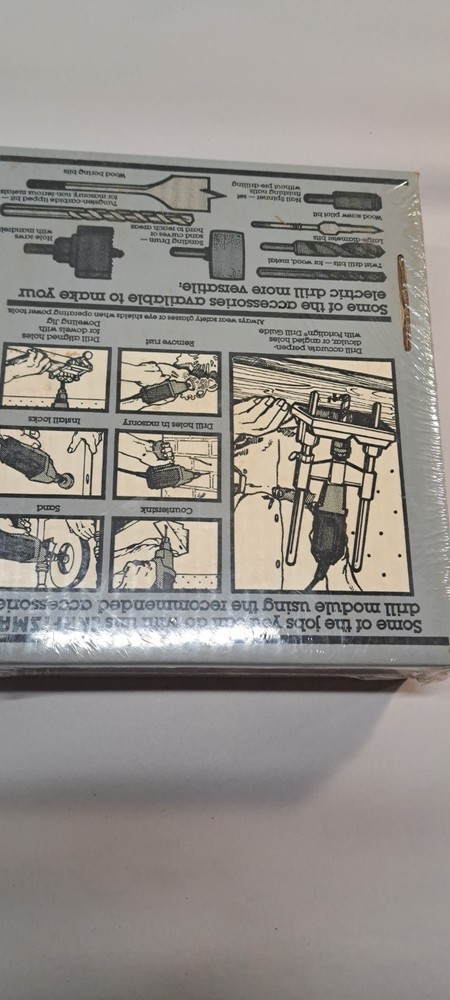 Some of the jobs you can do with this CRAFTSMA
drill module using the recommended accessorie
Countersink
Sand
Drill holes in masonry
Install locks
Drill accurate perpen-
dicular, or angled holes
with Portalign® Drill Guide
Remove rust
Drill aligned holes
for dowels with
Doweling Jig
Always wear safety glasses or eye shields when operating power tools
Some of the accessories available to make your
electric drill more versatile:
Twist drill bits — for wood, metal
Large-diameter bits
Wood screw pilot bit
Nail spinner set —
finishing nails
without pre-drilling
Sanding Drum —
sand curves or
hard to reach areas
Hole saws
with mandrel
Tungsten-carbide tipped bit —
for masonry, non-ferrous metals
Wood boring bits